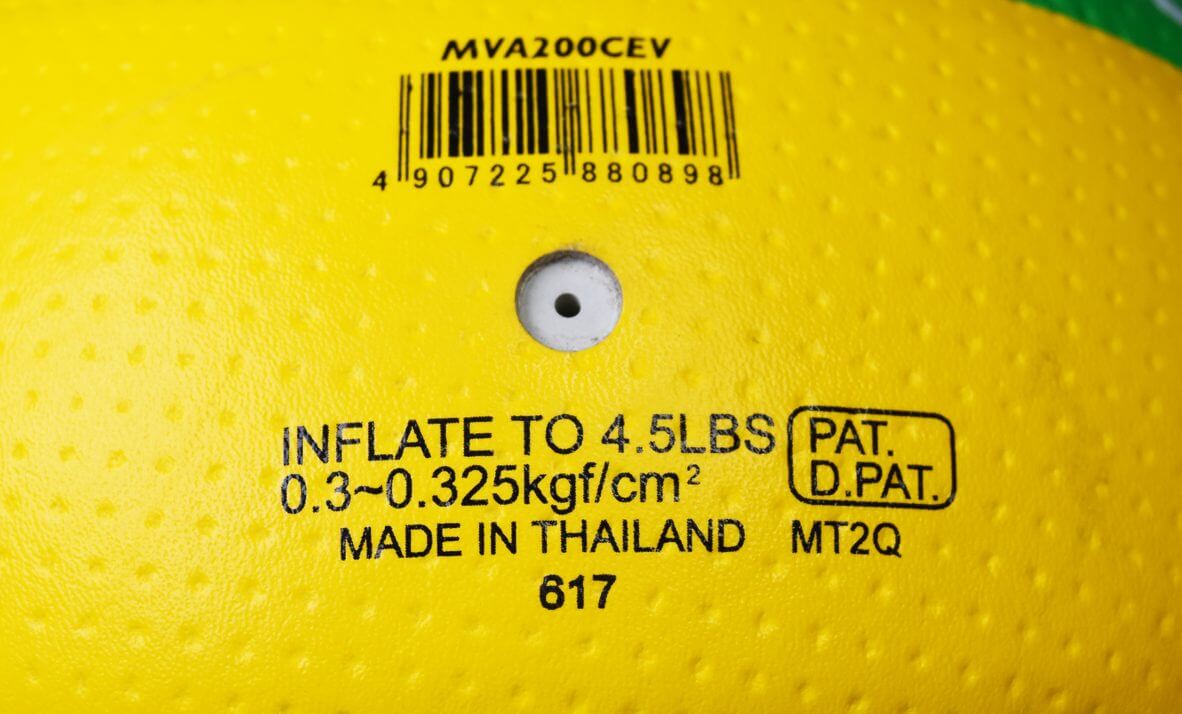 MVA200CEV
4 907225 880898
INFLATE TO 4.5LBS
0.3~0.325kgf/cm²
PAT.
D.PAT.
MADE IN THAILAND MT2Q
617